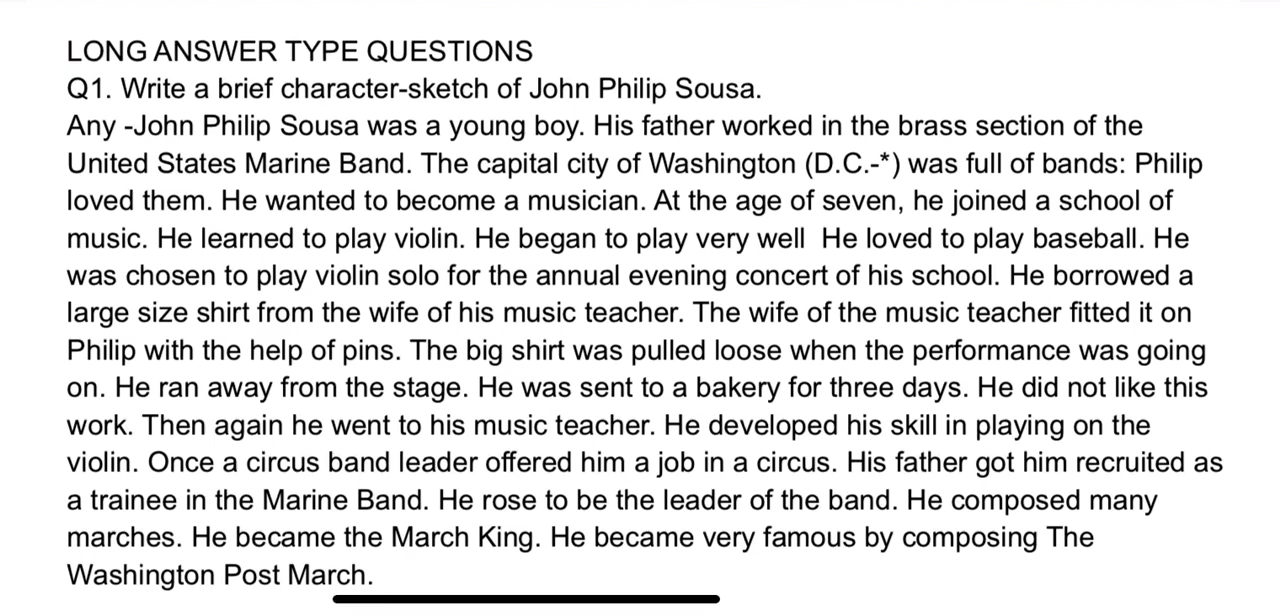 LONG ANSWER TYPE QUESTIONS
Q1. Write a brief character-sketch of John Philip Sousa.
Any -John Philip Sousa was a young boy. His father worked in the brass section of the
United States Marine Band. The capital city of Washington (D.C.-*) was full of bands: Philip
loved them. He wanted to become a musician. At the age of seven, he joined a school of
music. He learned to play violin. He began to play very well  He loved to play baseball. He
was chosen to play violin solo for the annual evening concert of his school. He borrowed a
large size shirt from the wife of his music teacher. The wife of the music teacher fitted it on
Philip with the help of pins. The big shirt was pulled loose when the performance was going
on. He ran away from the stage. He was sent to a bakery for three days. He did not like this
work. Then again he went to his music teacher. He developed his skill in playing on the
violin. Once a circus band leader offered him a job in a circus. His father got him recruited as
a trainee in the Marine Band. He rose to be the leader of the band. He composed many
marches. He became the March King. He became very famous by composing The
Washington Post March.